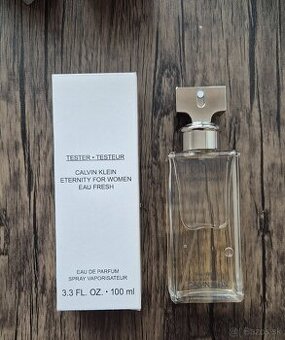 TESTER • TESTEUR
CALVIN KLEIN
ETERNITY FOR WOMEN
EAU FRESH
EAU DE PARFUM
SPRAY VAPORISATEUR
3.3 FL. OZ. • 100 ml